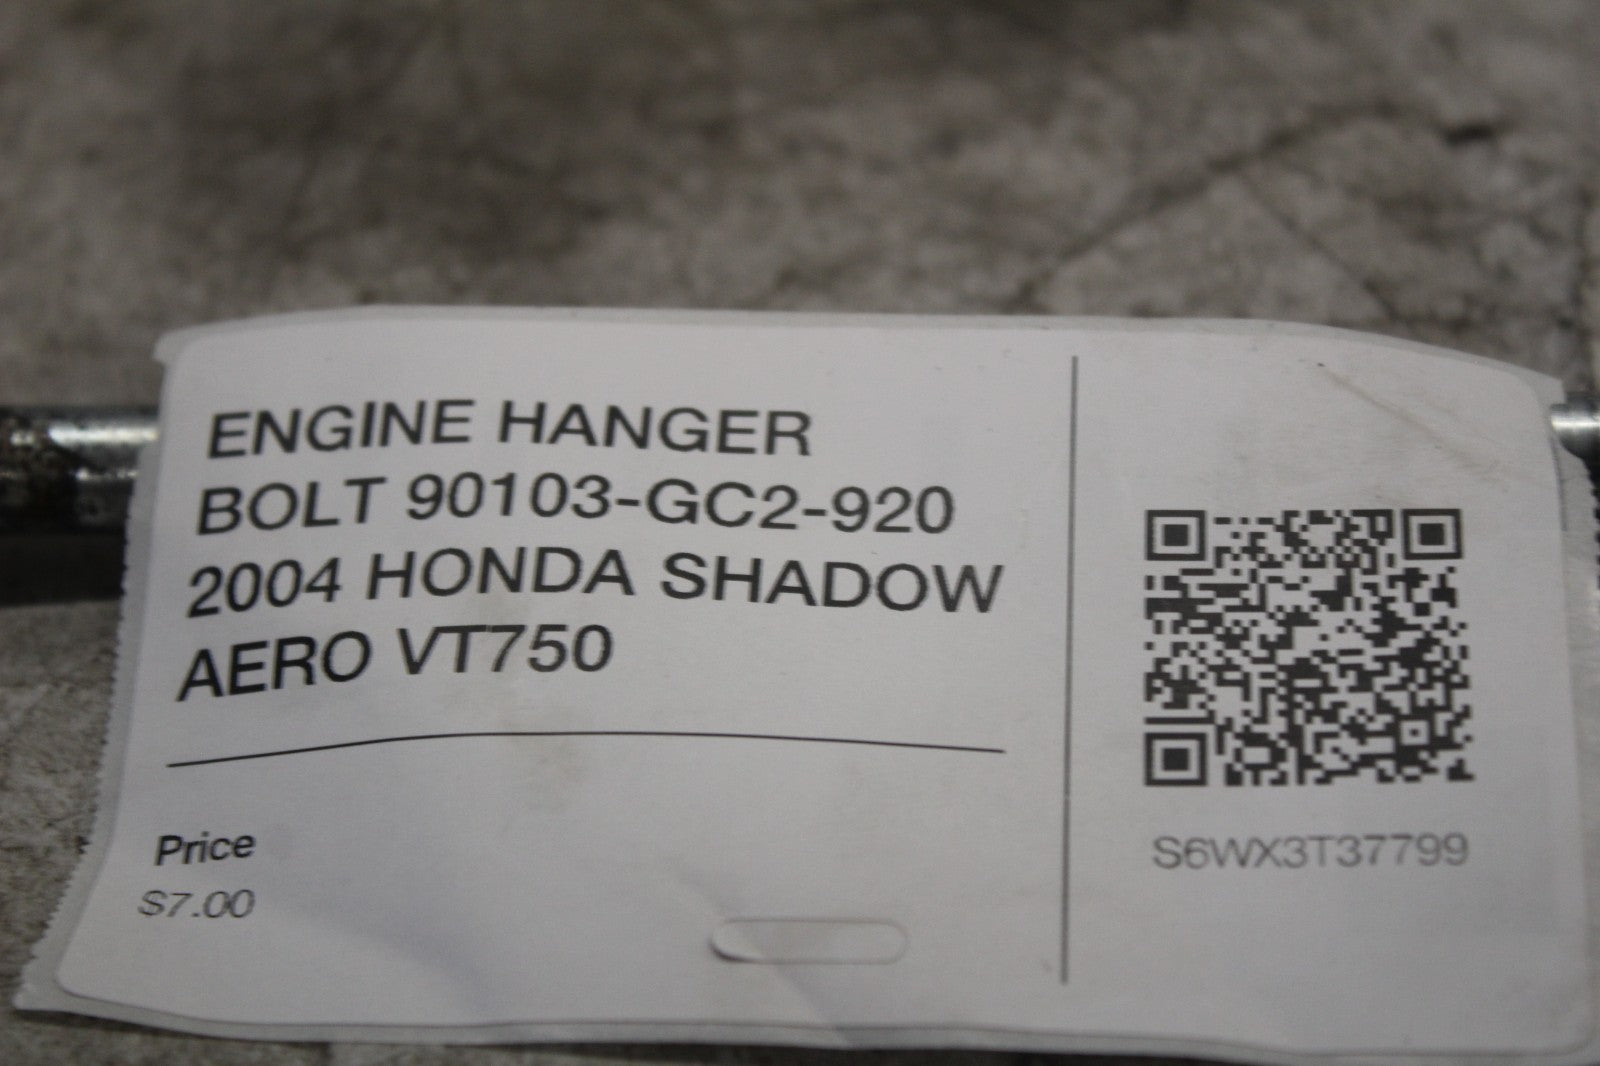 ENGINE HANGER
BOLT 90103-GC2-920
2004 HONDA SHADOW
AERO VT750
Price
$7.00
S6WX3T37799